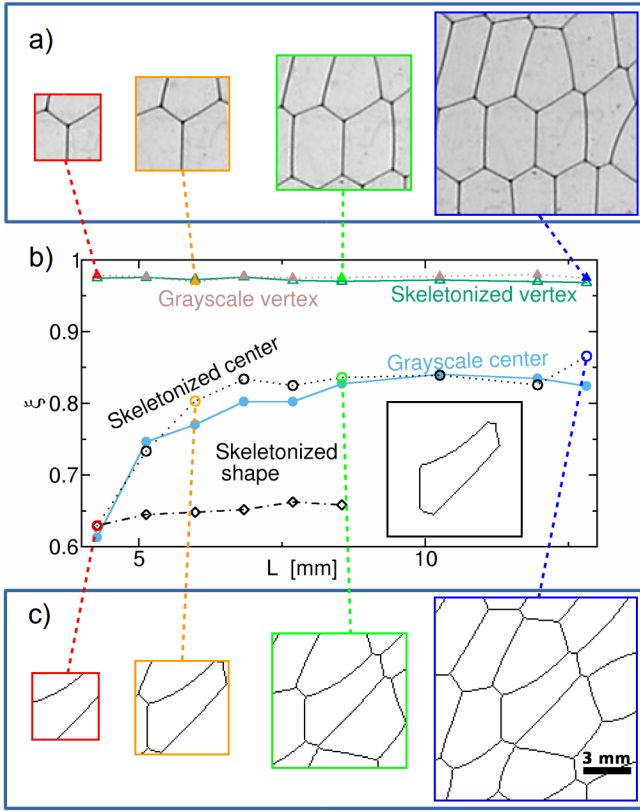 a)
b)
1
Grayscale vertex
Skeletonized vertex
0.9
Skeletonized center
Grayscale center
ξ
0.8
Skeletonized
shape
0.7
0.6
5
10
L [mm]
c)
3 mm